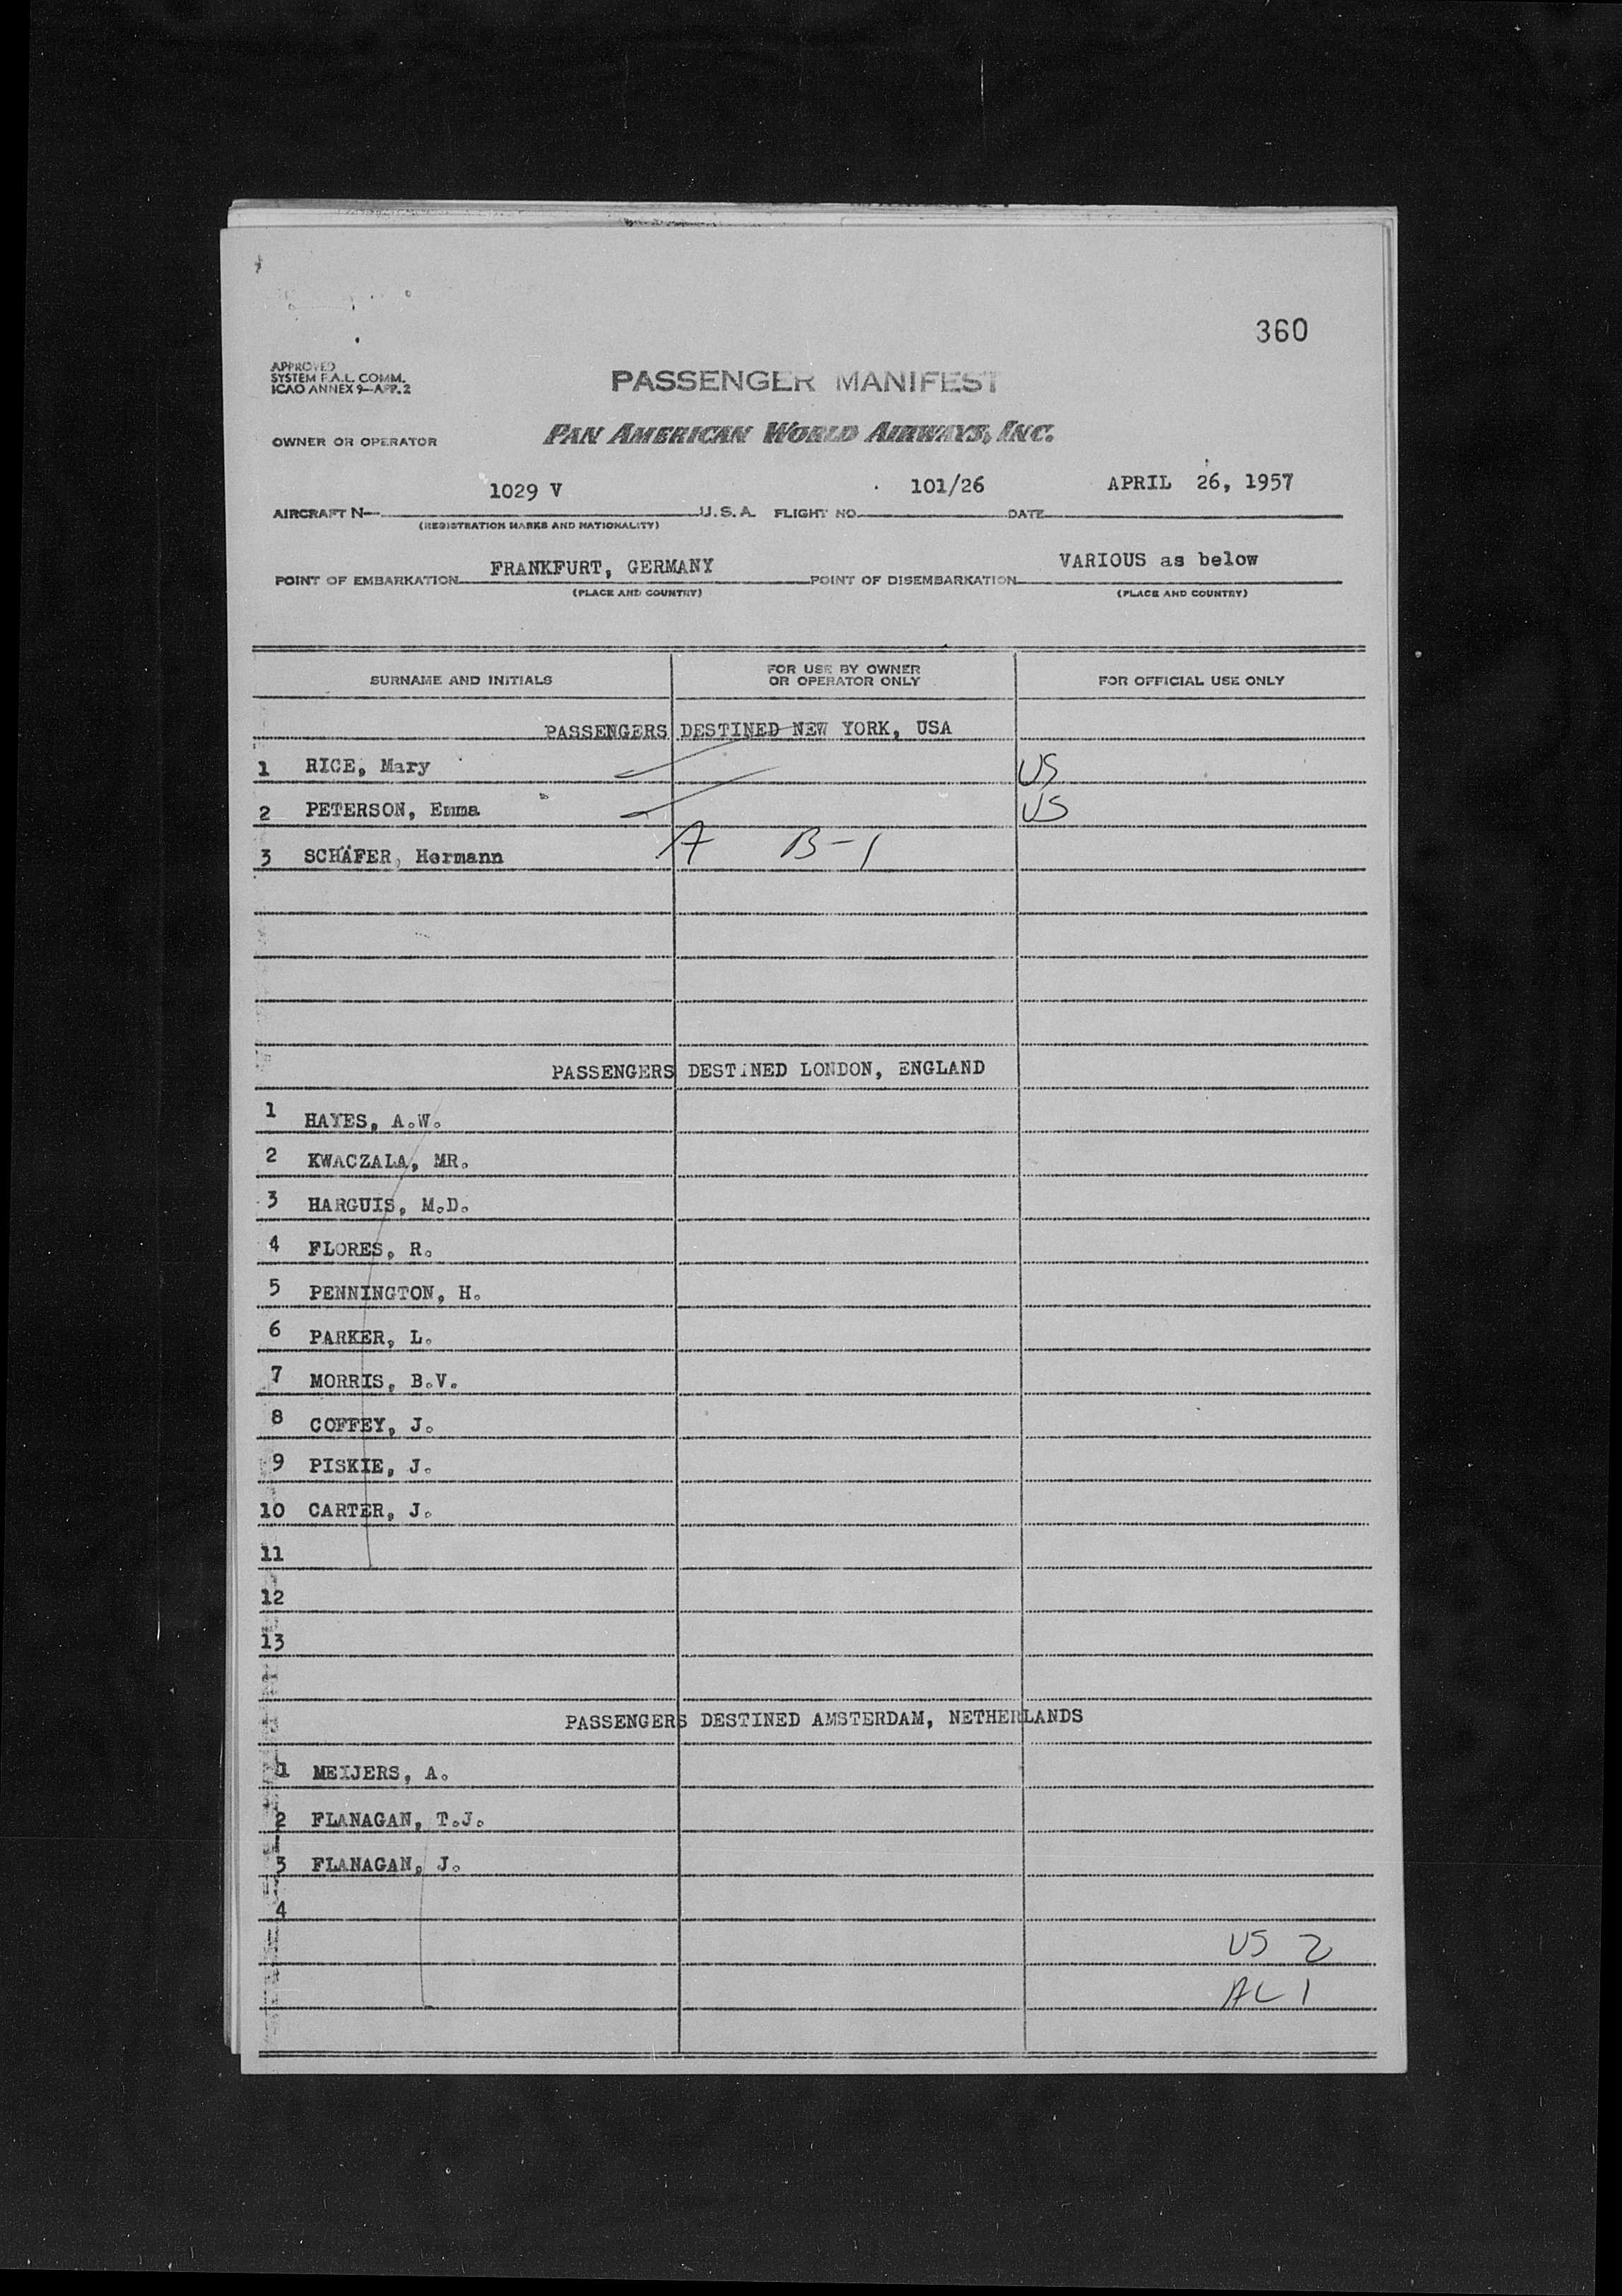 360
APPROVED
SYSTEM F.A.L. COMM.
ICAO ANNEX 9-APP. 2
PASSENGER MANIFEST
OWNER OR OPERATOR PAN AMERICAN WORLD AIRWAYS, INC.
AIRCRAFT N- 1029 V U.S.A. FLIGHT NO. 101/26 DATE APRIL 26, 1957
(REGISTRATION MARKS AND NATIONALITY)
POINT OF EMBARKATION FRANKFURT, GERMANY POINT OF DISEMBARKATION VARIOUS as below
(PLACE AND COUNTRY) (PLACE AND COUNTRY)
SURNAME AND INITIALS FOR USE BY OWNER OR OPERATOR ONLY FOR OFFICIAL USE ONLY
PASSENGERS DESTINED NEW YORK, USA
1 RICE, Mary US
2 PETERSON, Emma US
3 SCHÄFER, Hermann A B-1
PASSENGERS DESTINED LONDON, ENGLAND
1 HAYES, A.W.
2 KWACZALA, MR.
3 HARGUIS, M.D.
4 FLORES, R.
5 PENNINGTON, H.
6 PARKER, L.
7 MORRIS, B.V.
8 COFFEY, J.
9 PISKIE, J.
10 CARTER, J.
11
12
13
PASSENGERS DESTINED AMSTERDAM, NETHERLANDS
1 MEIJERS, A.
2 FLANAGAN, T.J.
3 FLANAGAN, J.
4
US 2
AL 1